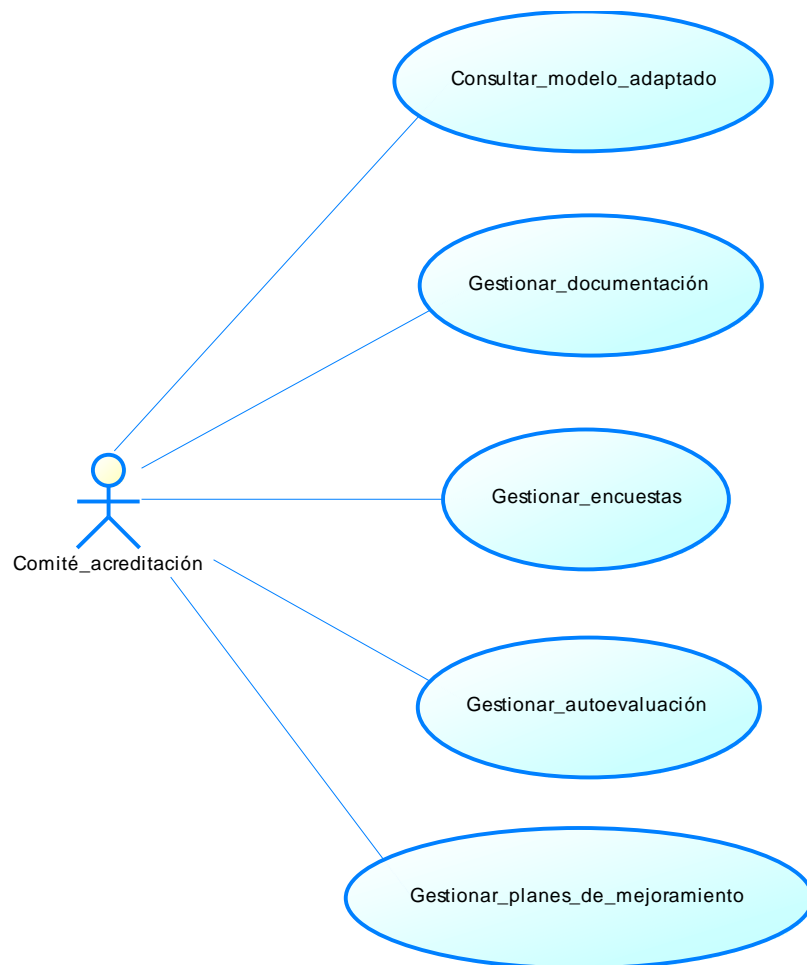 Consultar_modelo_adaptado
Gestionar_documentación
Gestionar_encuestas
Comité_acreditación
Gestionar_autoevaluación
Gestionar_planes_de_mejoramiento